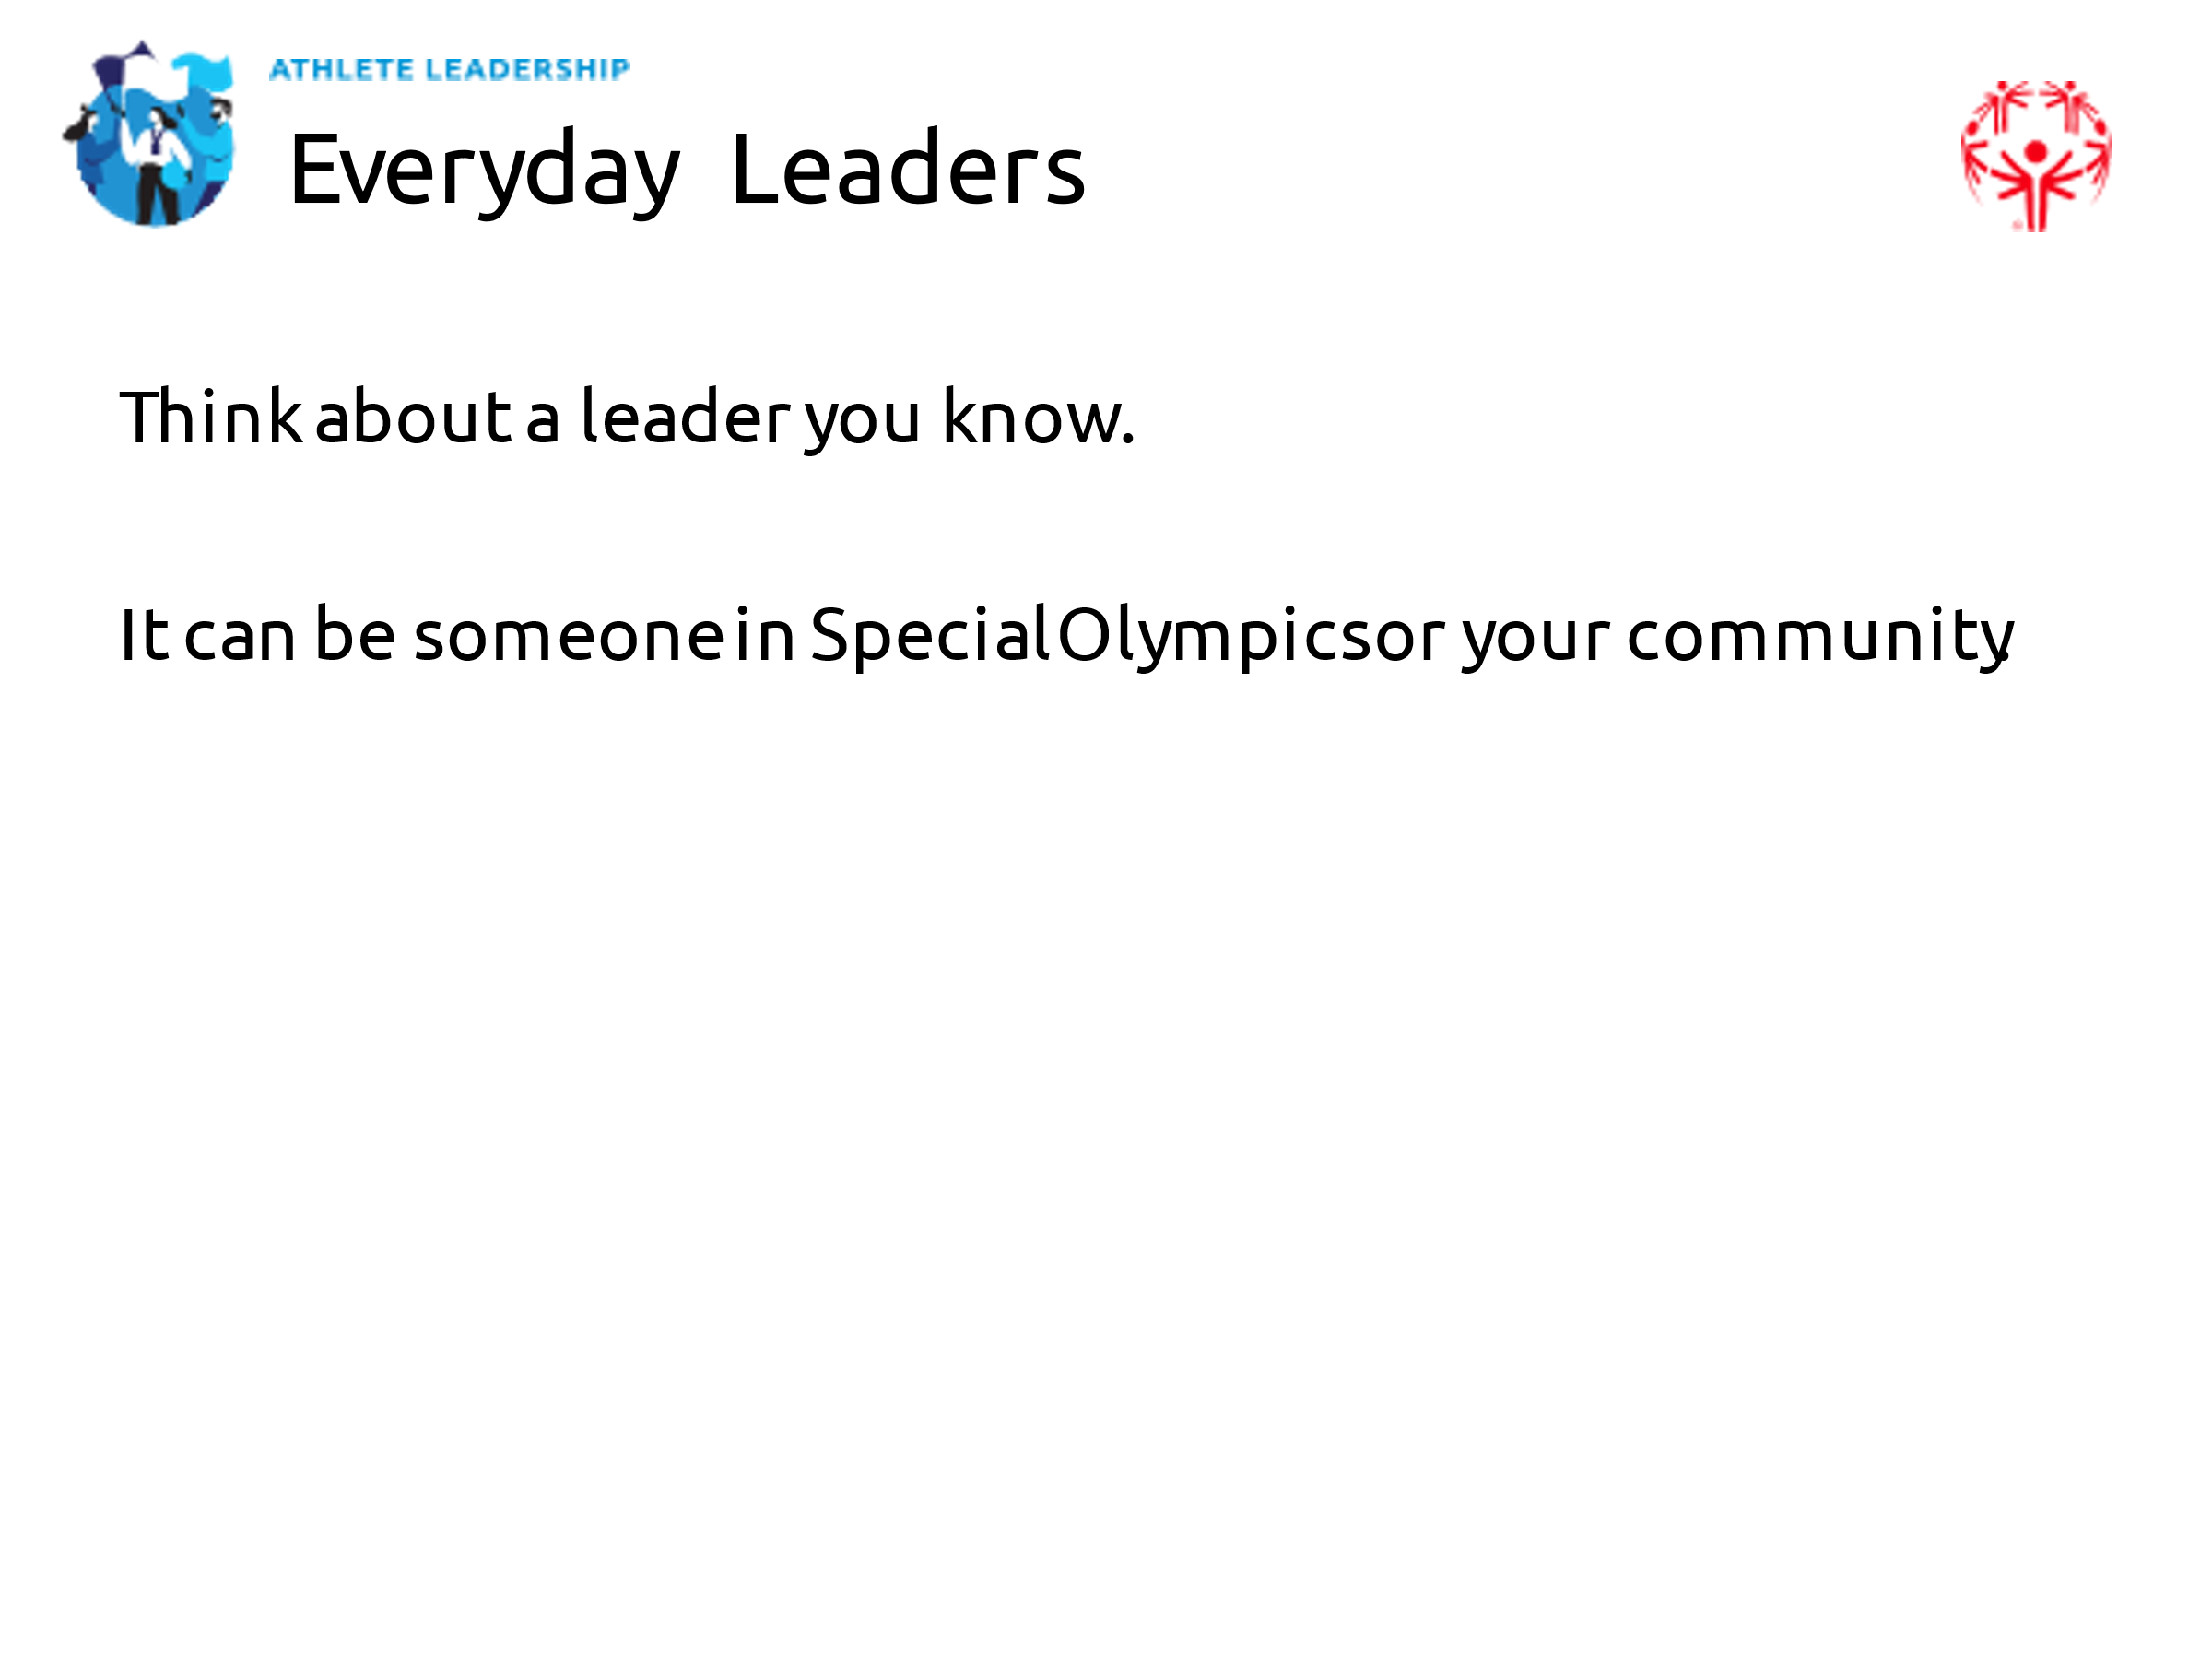 ATHLETE LEADERSHIP
Everyday Leaders
Think about a leader you know.
It can be someone in Special Olympics or your community.